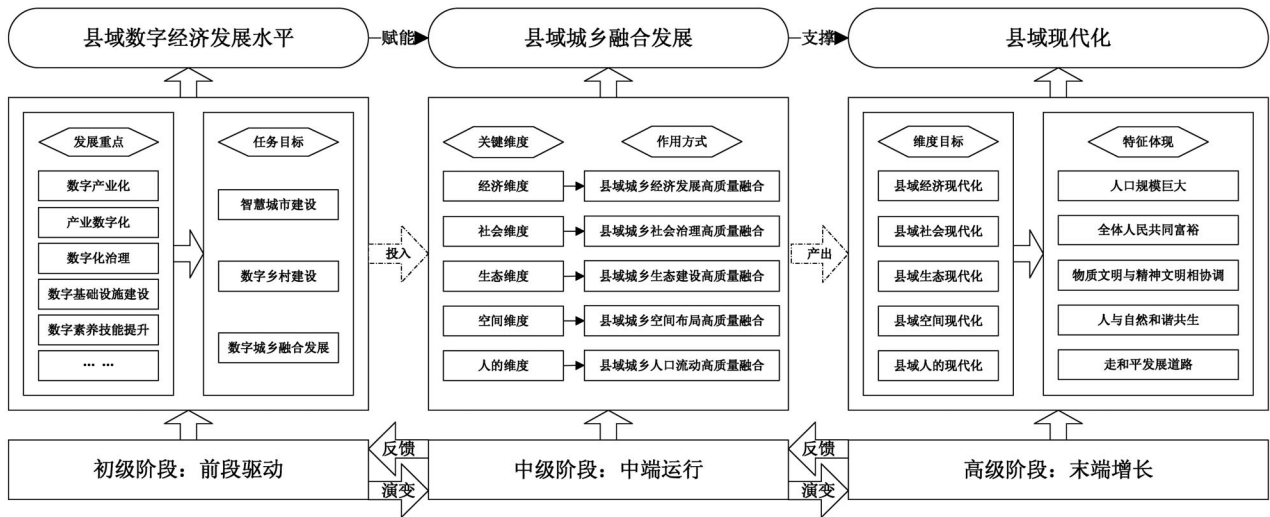 县域数字经济发展水平
赋能
县域城乡融合发展
支撑
县域现代化
发展重点
数字产业化
产业数字化
数字化治理
数字基础设施建设
数字素养技能提升
… …
任务目标
智慧城市建设
数字乡村建设
数字城乡融合发展
投入
关键维度
作用方式
经济维度
县域城乡经济发展高质量融合
社会维度
县域城乡社会治理高质量融合
生态维度
县域城乡生态建设高质量融合
空间维度
县域城乡空间布局高质量融合
人的维度
县域城乡人口流动高质量融合
产出
维度目标
县域经济现代化
县域社会现代化
县域生态现代化
县域空间现代化
县域人的现代化
特征体现
人口规模巨大
全体人民共同富裕
物质文明与精神文明相协调
人与自然和谐共生
走和平发展道路
初级阶段：前段驱动
反馈
演变
中级阶段：中端运行
反馈
演变
高级阶段：末端增长